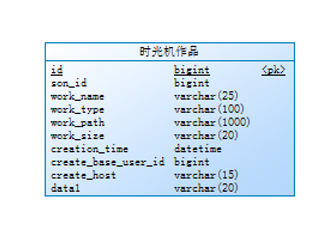 时光机作品
id bigint <pk>
son_id bigint
work_name varchar(25)
work_type varchar(100)
work_path varchar(1000)
work_size varchar(20)
creation_time datetime
create_base_user_id bigint
create_host varchar(15)
data1 varchar(20)